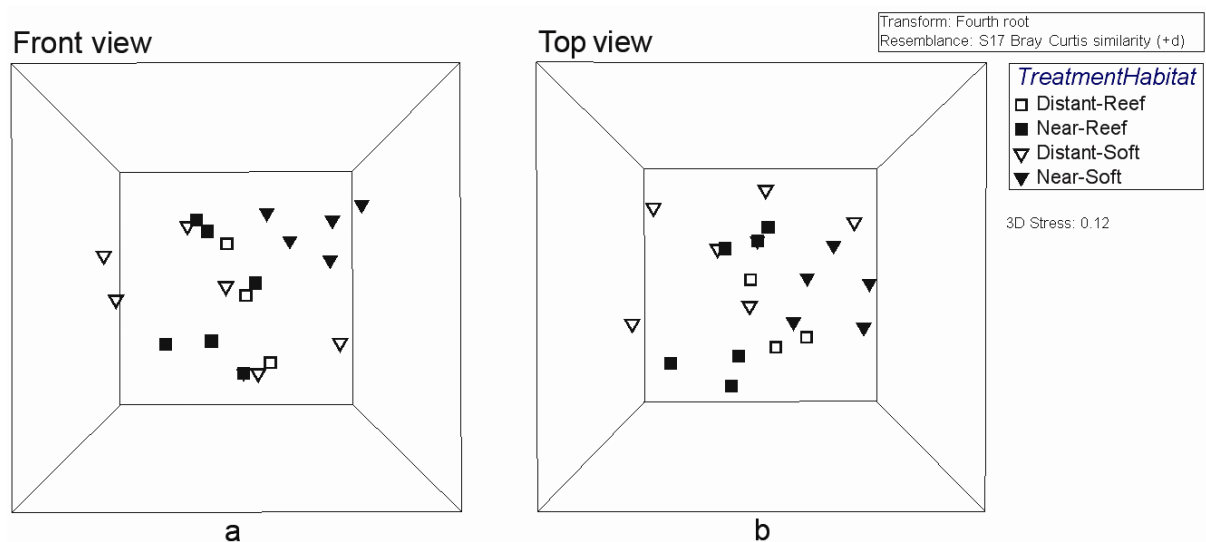 Front view
Top view
Transform: Fourth root
Resemblance: S17 Bray Curtis similarity (+d)
TreatmentHabitat
Distant-Reef
Near-Reef
Distant-Soft
Near-Soft
3D Stress: 0.12
a
b